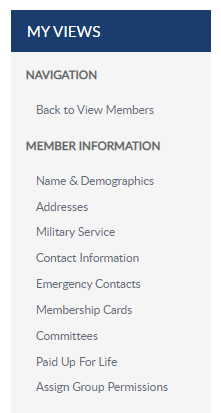 MY VIEWS
NAVIGATION
Back to View Members
MEMBER INFORMATION
Name & Demographics
Addresses
Military Service
Contact Information
Emergency Contacts
Membership Cards
Committees
Paid Up For Life
Assign Group Permissions